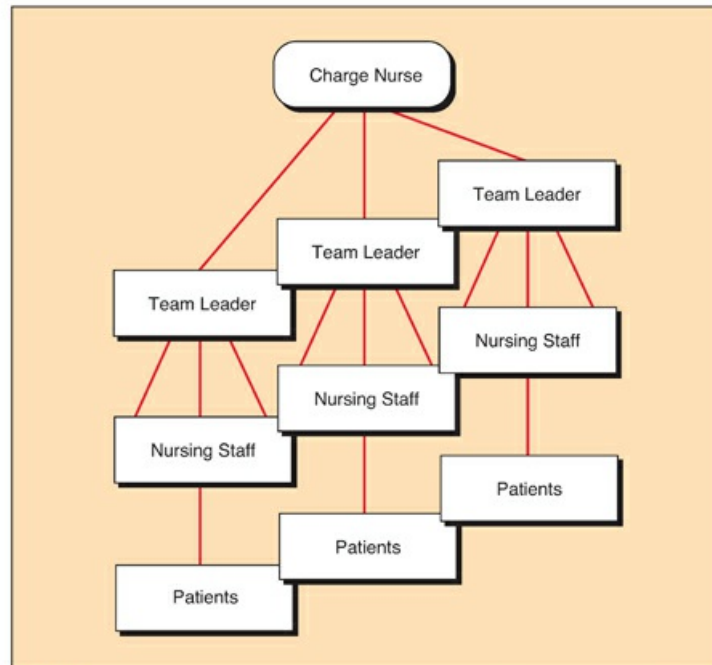 Charge Nurse
Team Leader
Team Leader
Team Leader
Nursing Staff
Nursing Staff
Nursing Staff
Patients
Patients
Patients